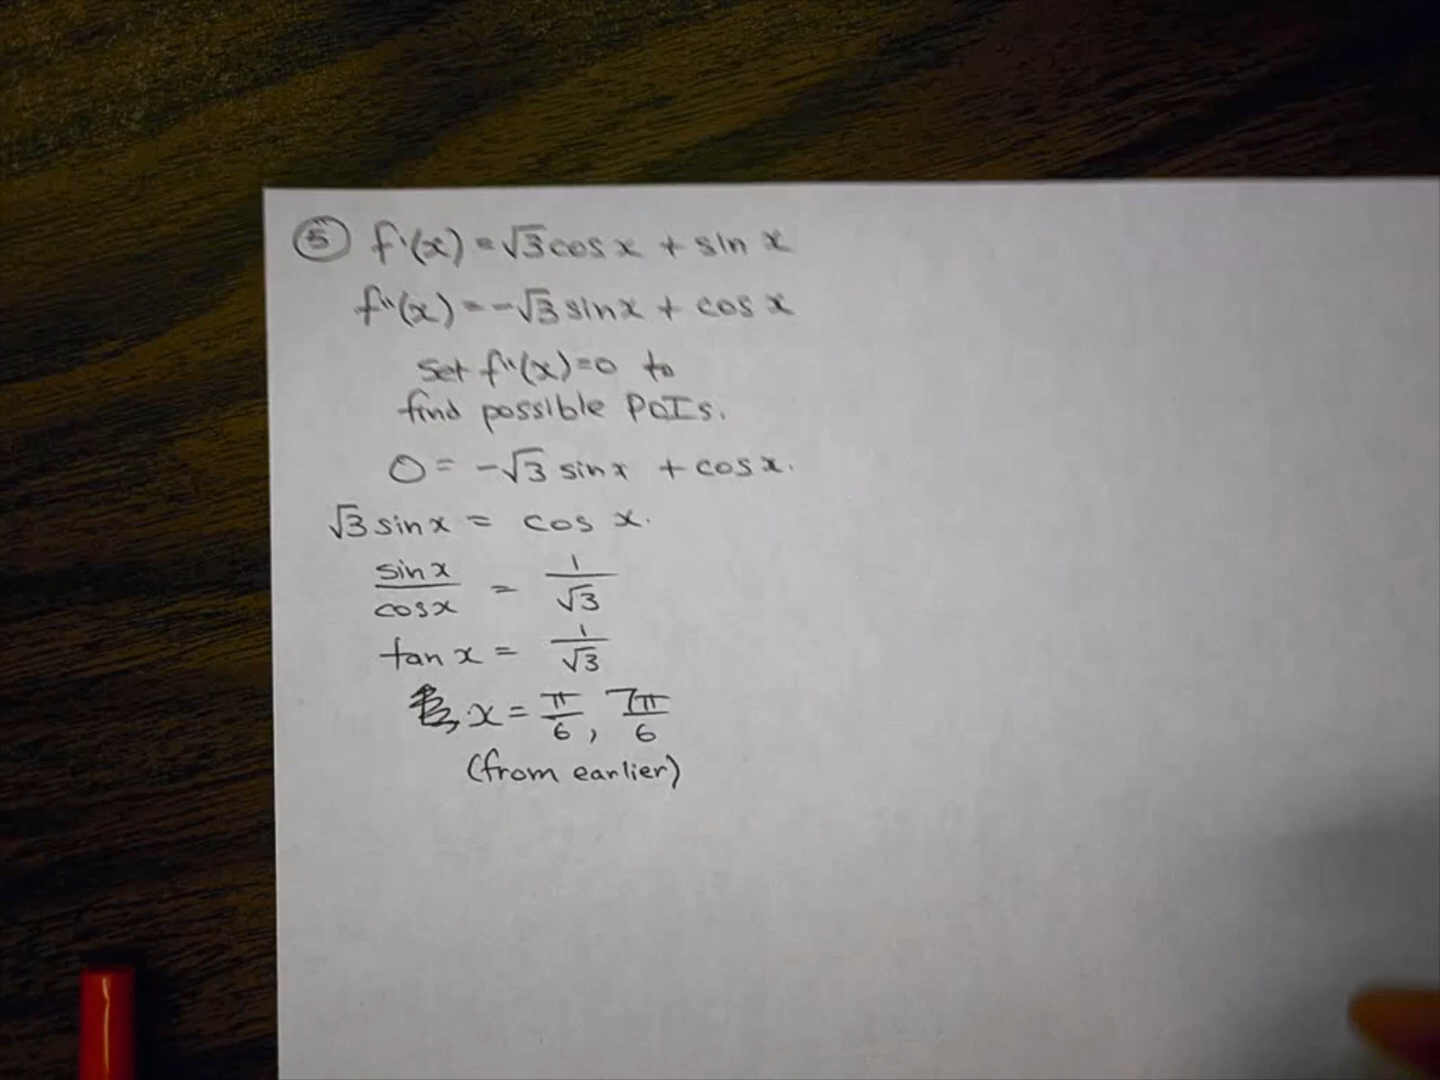 ⑤ f'(x) = √3 cos x + sin x
f''(x) = -√3 sin x + cos x
Set f''(x) = 0 to
find possible POIs.
0 = -√3 sin x + cos x.
√3 sin x = cos x.
sin x / cos x = 1/√3
tan x = 1/√3
x = π/6, 7π/6
(from earlier)